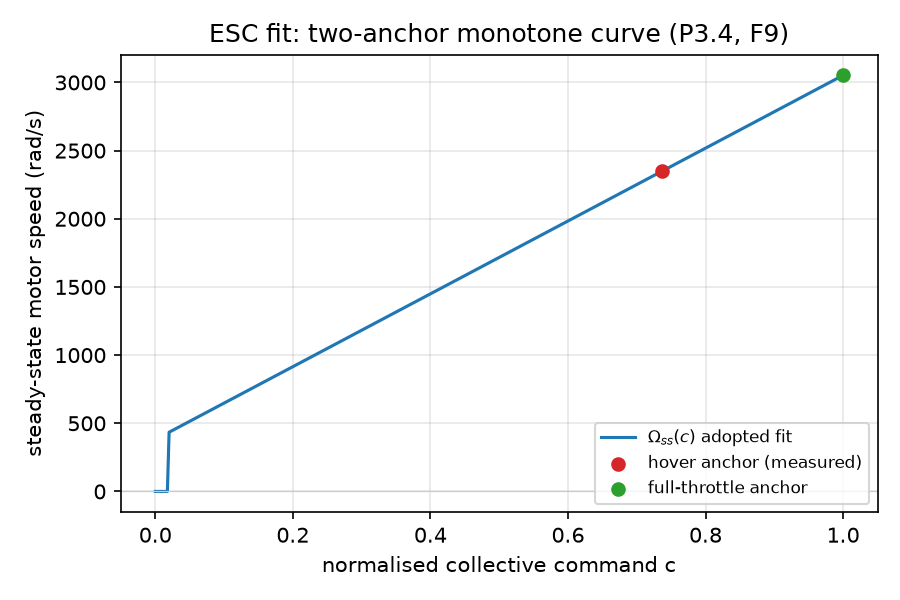 ESC fit: two-anchor monotone curve (P3.4, F9)
steady-state motor speed (rad/s)
3000
2500
2000
1500
1000
500
0
Ωss(c) adopted fit
hover anchor (measured)
full-throttle anchor
0.0 0.2 0.4 0.6 0.8 1.0
normalised collective command c